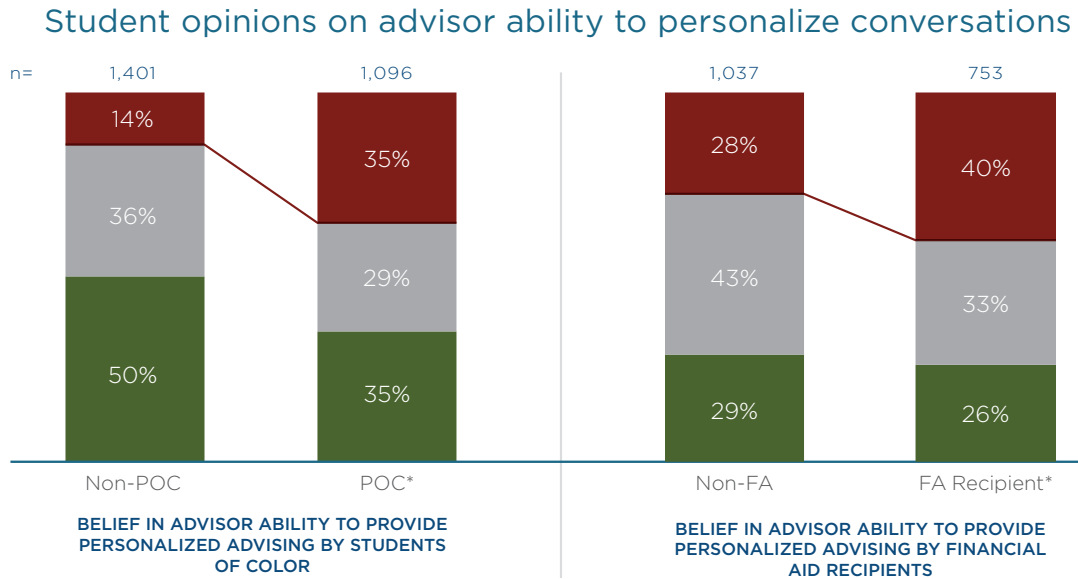 Student opinions on advisor ability to personalize conversations
n= 1,401 1,096 1,037 753
14% 35% 28% 40%
36% 29% 43% 33%
50% 35% 29% 26%
Non-POC POC* Non-FA FA Recipient*
BELIEF IN ADVISOR ABILITY TO PROVIDE
PERSONALIZED ADVISING BY STUDENTS
OF COLOR
BELIEF IN ADVISOR ABILITY TO PROVIDE
PERSONALIZED ADVISING BY FINANCIAL
AID RECIPIENTS